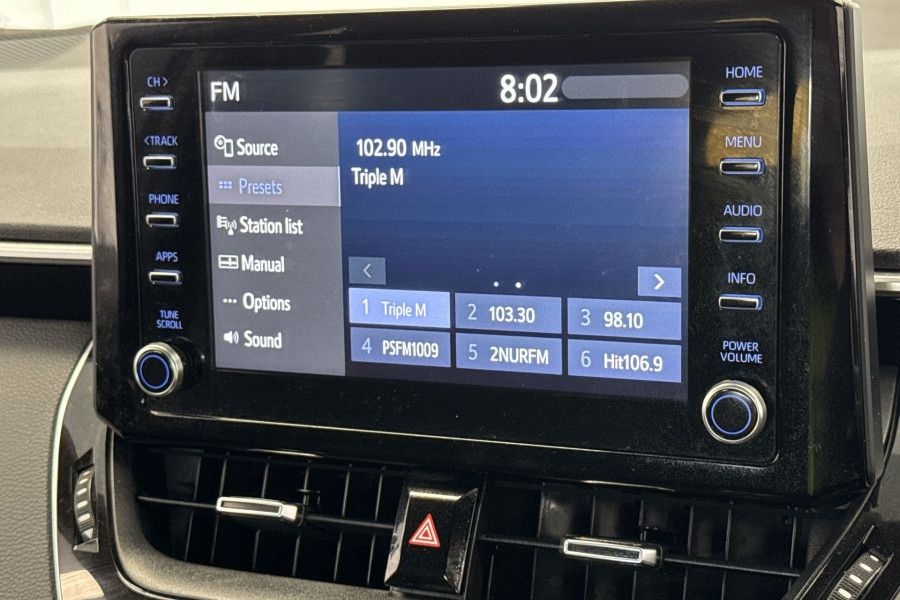 CH >
< TRACK
PHONE
APPS
TUNE
SCROLL
FM
8:02
Source
Presets
Station list
Manual
Options
Sound
102.90 MHz
Triple M
<
>
1 Triple M
2 103.30
3 98.10
4 PSFM1009
5 2NURFM
6 Hit106.9
HOME
MENU
AUDIO
INFO
POWER
VOLUME